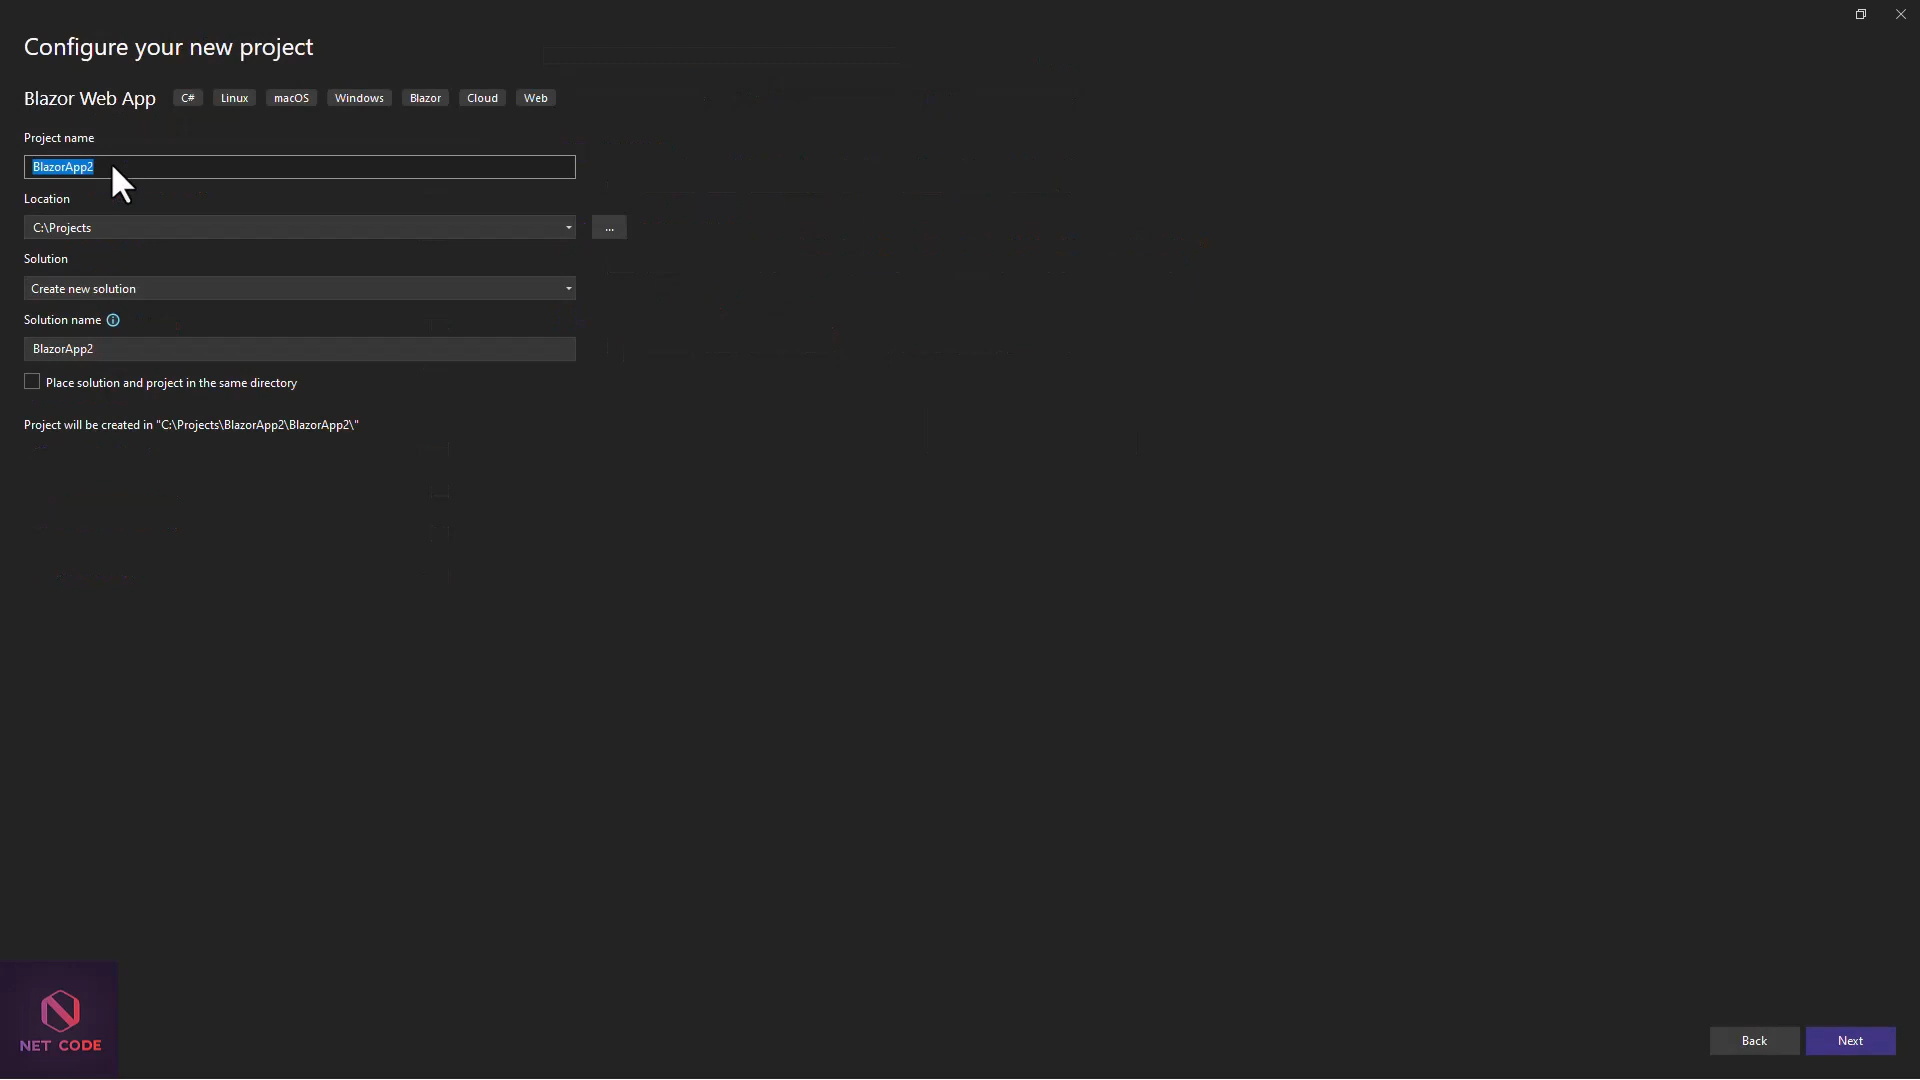 Configure your new project
Blazor Web App C# Linux macOS Windows Blazor Cloud Web
Project name
BlazorApp2
Location
C:\Projects
...
Solution
Create new solution
Solution name
BlazorApp2
Place solution and project in the same directory
Project will be created in "C:\Projects\BlazorApp2\BlazorApp2\"
NET CODE
Back Next